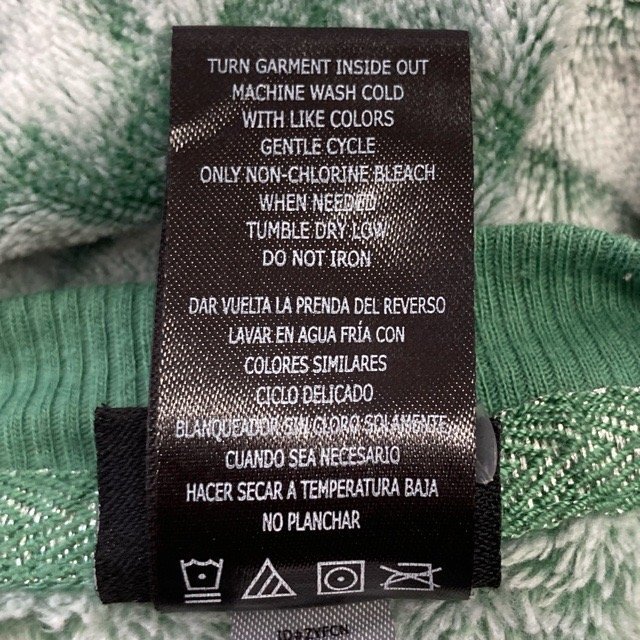 TURN GARMENT INSIDE OUT
MACHINE WASH COLD
WITH LIKE COLORS
GENTLE CYCLE
ONLY NON-CHLORINE BLEACH
WHEN NEEDED
TUMBLE DRY LOW
DO NOT IRON
DAR VUELTA LA PRENDA DEL REVERSO
LAVAR EN AGUA FRÍA CON
COLORES SIMILARES
CICLO DELICADO
BLANQUEADOR SIN CLORO SOLAMENTE
CUANDO SEA NECESARIO
HACER SECAR A TEMPERATURA BAJA
NO PLANCHAR